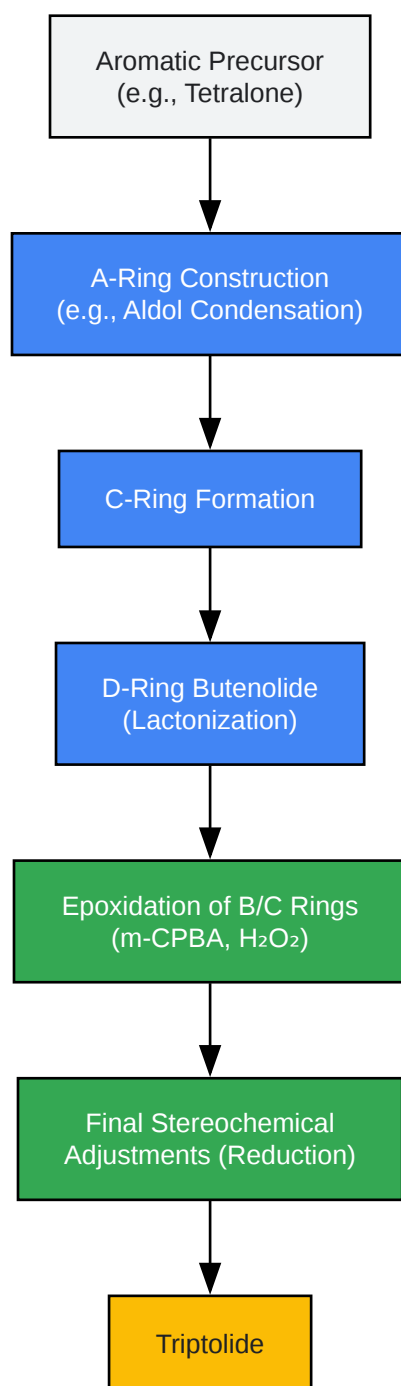 Aromatic Precursor
(e.g., Tetralone)
A-Ring Construction
(e.g., Aldol Condensation)
C-Ring Formation
D-Ring Butenolide
(Lactonization)
Epoxidation of B/C Rings
(m-CPBA, H₂O₂)
Final Stereochemical
Adjustments (Reduction)
Triptolide